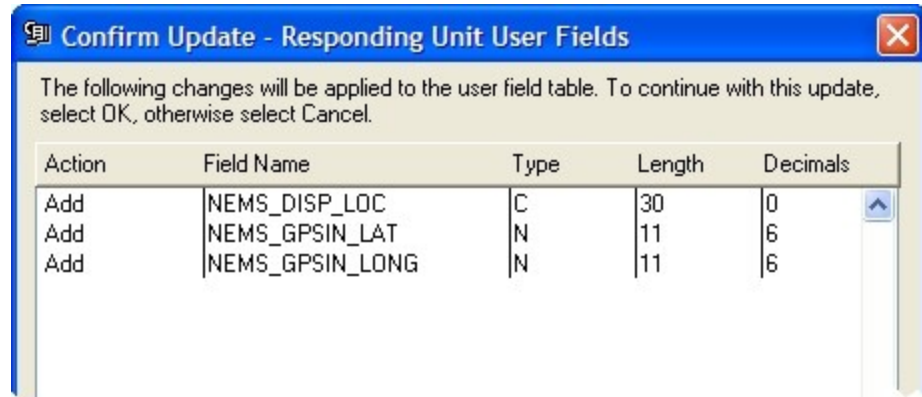 Confirm Update - Responding Unit User Fields
The following changes will be applied to the user field table. To continue with this update,
select OK, otherwise select Cancel.
Action Field Name Type Length Decimals
Add NEMS_DISP_LOC C 30 0
Add NEMS_GPSIN_LAT N 11 6
Add NEMS_GPSIN_LONG N 11 6